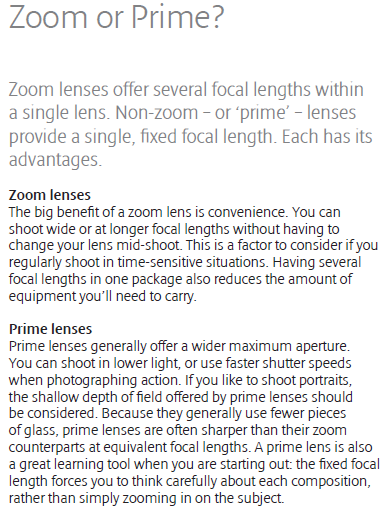 Zoom or Prime?
Zoom lenses offer several focal lengths within
a single lens. Non-zoom – or ‘prime’ – lenses
provide a single, fixed focal length. Each has its
advantages.
Zoom lenses
The big benefit of a zoom lens is convenience. You can
shoot wide or at longer focal lengths without having to
change your lens mid-shoot. This is a factor to consider if you
regularly shoot in time-sensitive situations. Having several
focal lengths in one package also reduces the amount of
equipment you’ll need to carry.
Prime lenses
Prime lenses generally offer a wider maximum aperture.
You can shoot in lower light, or use faster shutter speeds
when photographing action. If you like to shoot portraits,
the shallow depth of field offered by prime lenses should
be considered. Because they generally use fewer pieces
of glass, prime lenses are often sharper than their zoom
counterparts at equivalent focal lengths. A prime lens is also
a great learning tool when you are starting out: the fixed focal
length forces you to think carefully about each composition,
rather than simply zooming in on the subject.